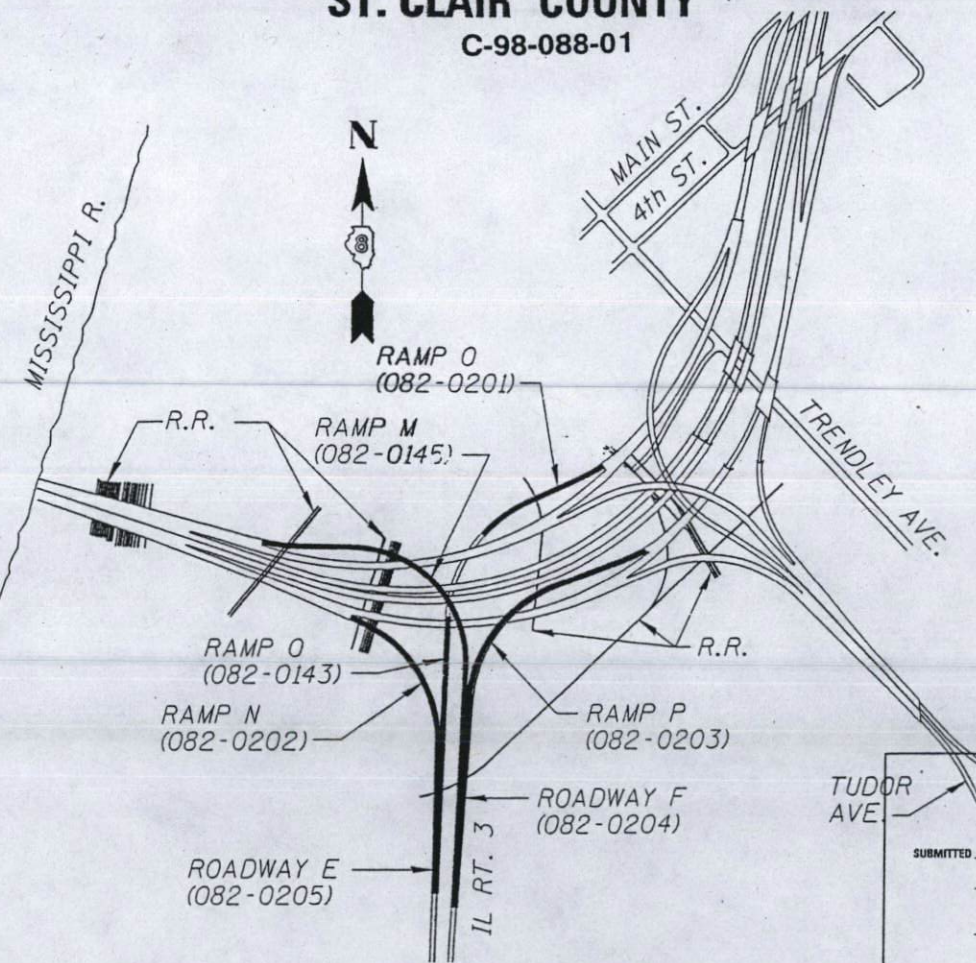 ST. CLAIR COUNTY
C-98-088-01
N
8
MISSISSIPPI R.
MAIN ST.
4th ST.
RAMP O
(082-0201)
R.R.
RAMP M
(082-0145)
TRENDLEY AVE.
RAMP O
(082-0143)
R.R.
RAMP N
(082-0202)
RAMP P
(082-0203)
TUDOR
AVE.
ROADWAY F
(082-0204)
SUBMITTED
ROADWAY E
(082-0205)
IL RT. 3